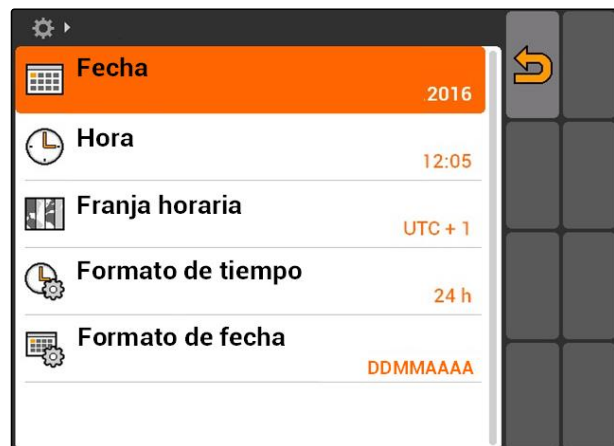 Fecha
2016
Hora
12:05
Franja horaria
UTC + 1
Formato de tiempo
24 h
Formato de fecha
DDMMAAAA